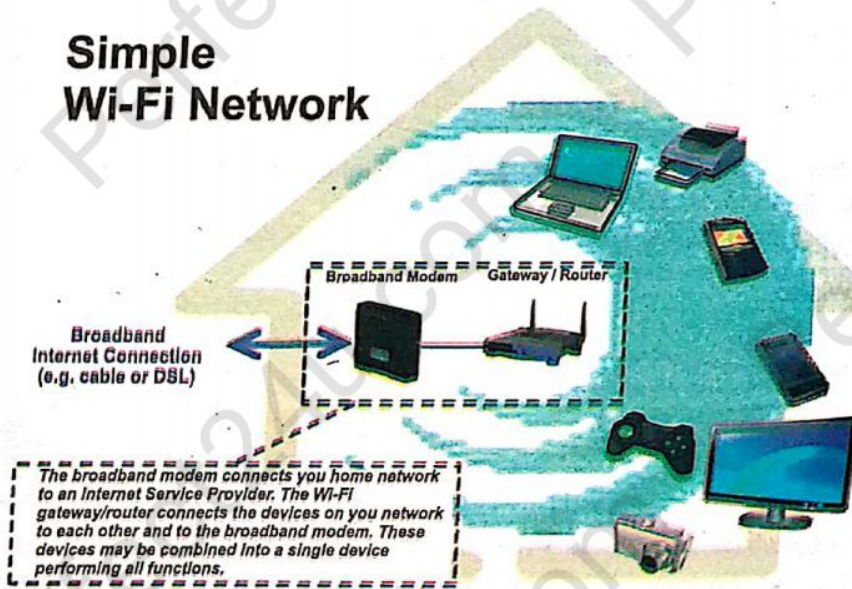 Simple
Wi-Fi Network
Broadband Modem Gateway / Router
Broadband
Internet Connection
(e.g. cable or DSL)
The broadband modem connects you home network
to an Internet Service Provider. The Wi-Fi
gateway/router connects the devices on you network
to each other and to the broadband modem. These
devices may be combined into a single device
performing all functions.